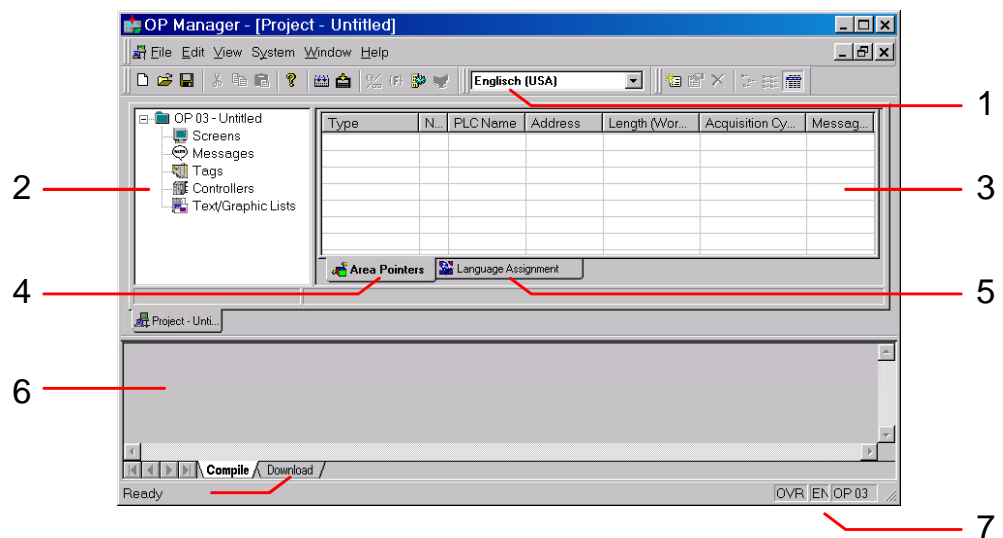 OP Manager - [Project - Untitled]
File Edit View System Window Help
Englisch (USA)
1
OP 03 - Untitled
Screens
Messages
Tags
Controllers
Text/Graphic Lists
2
Type N... PLC Name Address Length (Wor... Acquisition Cy... Messag...
3
Area Pointers Language Assignment
4
5
Project - Unti...
6
Compile Download
Ready OVR EN OP 03
7